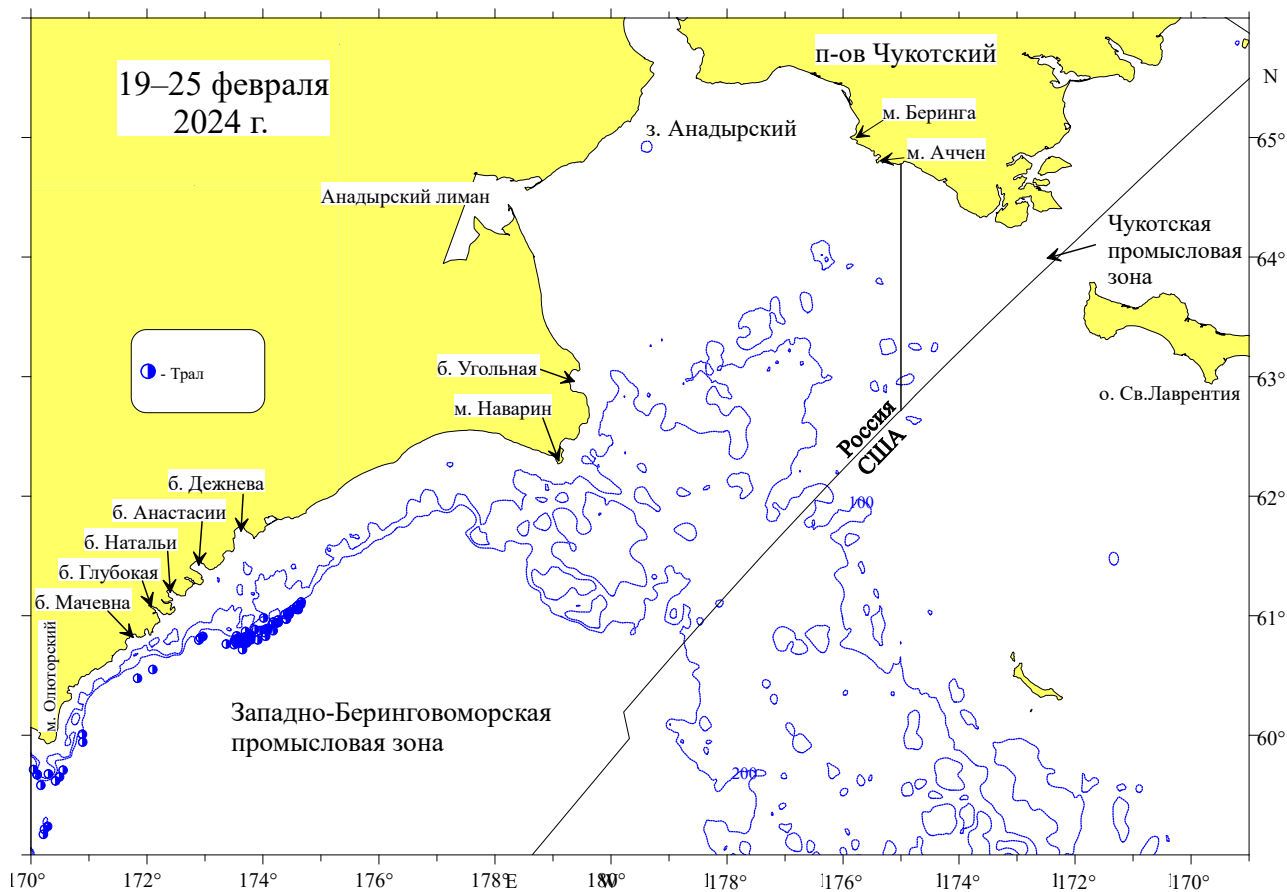 19–25 февраля
2024 г.
п-ов Чукотский
N
м. Беринга
з. Анадырский
65°
м. Аччен
Анадырский лиман
Чукотская
промысловая
зона
64°
б. Угольная
- Трал
63°
о. Св.Лаврентия
м. Наварин
Россия
США
б. Дежнева
62°
100
б. Анастасии
б. Натальи
б. Глубокая
б. Мачевна
61°
м. Олюторский
Западно-Беринговоморская
промысловая зона
60°
200
170 172 174 176 178° E 180° W 178° 176 174 172° 170°